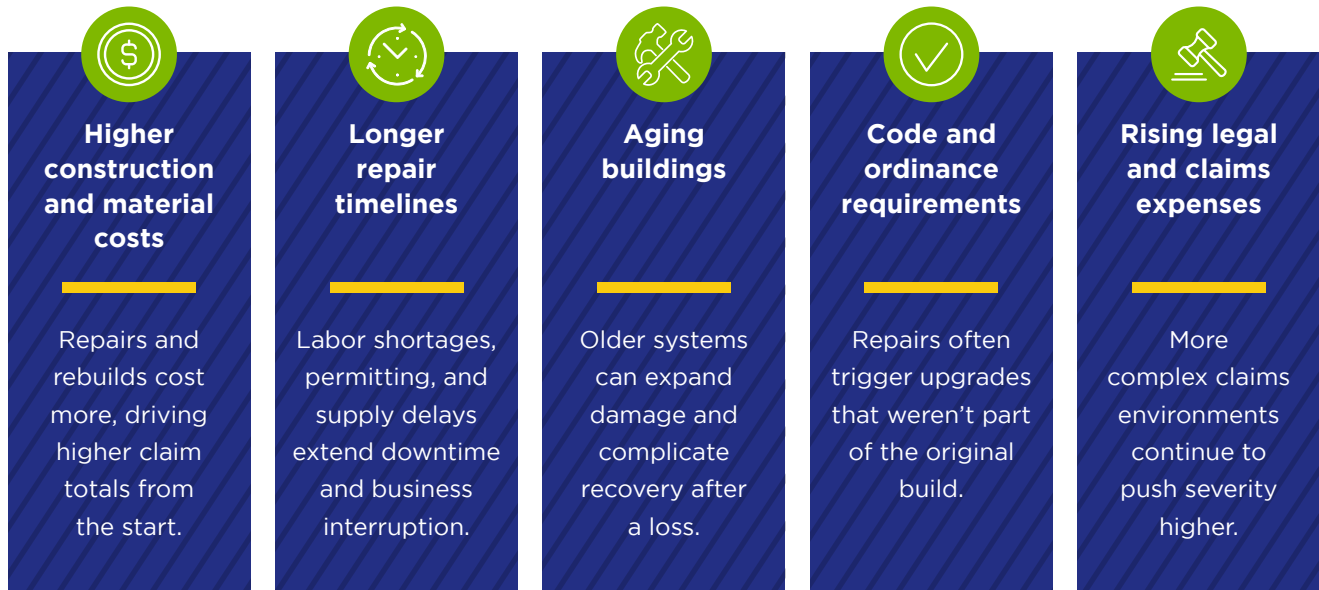 $
Higher
construction
and material
costs
Repairs and
rebuilds cost
more, driving
higher claim
totals from
the start.
Longer
repair
timelines
Labor shortages,
permitting, and
supply delays
extend downtime
and business
interruption.
Aging
buildings
Older systems
can expand
damage and
complicate
recovery after
a loss.
Code and
ordinance
requirements
Repairs often
trigger upgrades
that weren’t part
of the original
build.
Rising legal
and claims
expenses
More
complex claims
environments
continue to
push severity
higher.